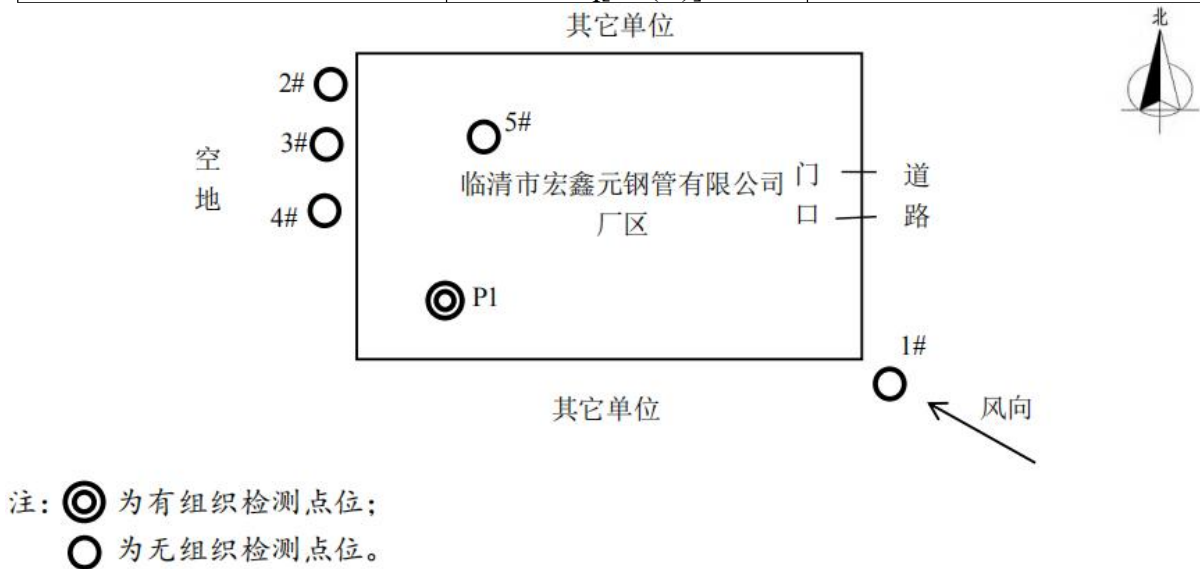 其它单位
北
2#
5#
3#
空地
临清市宏鑫元钢管有限公司
厂区
门口
道路
4#
P1
1#
其它单位
风向
注：为有组织检测点位；
为无组织检测点位。